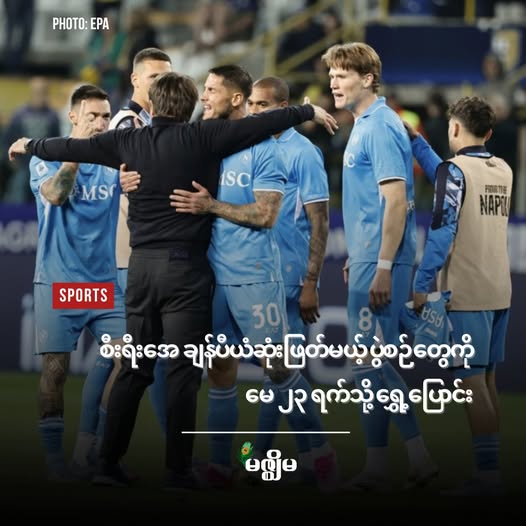 PHOTO: EPA
MSC
MSC
30
NAPOLI
SPORTS
စီးရီးအေ ချန်ပီယံဆုံးဖြတ်မယ့် ပွဲစဉ်တွေကို
မေ ၂၃ ရက်သို့ ရွှေ့ပြောင်း
မဇ္ဈိမ